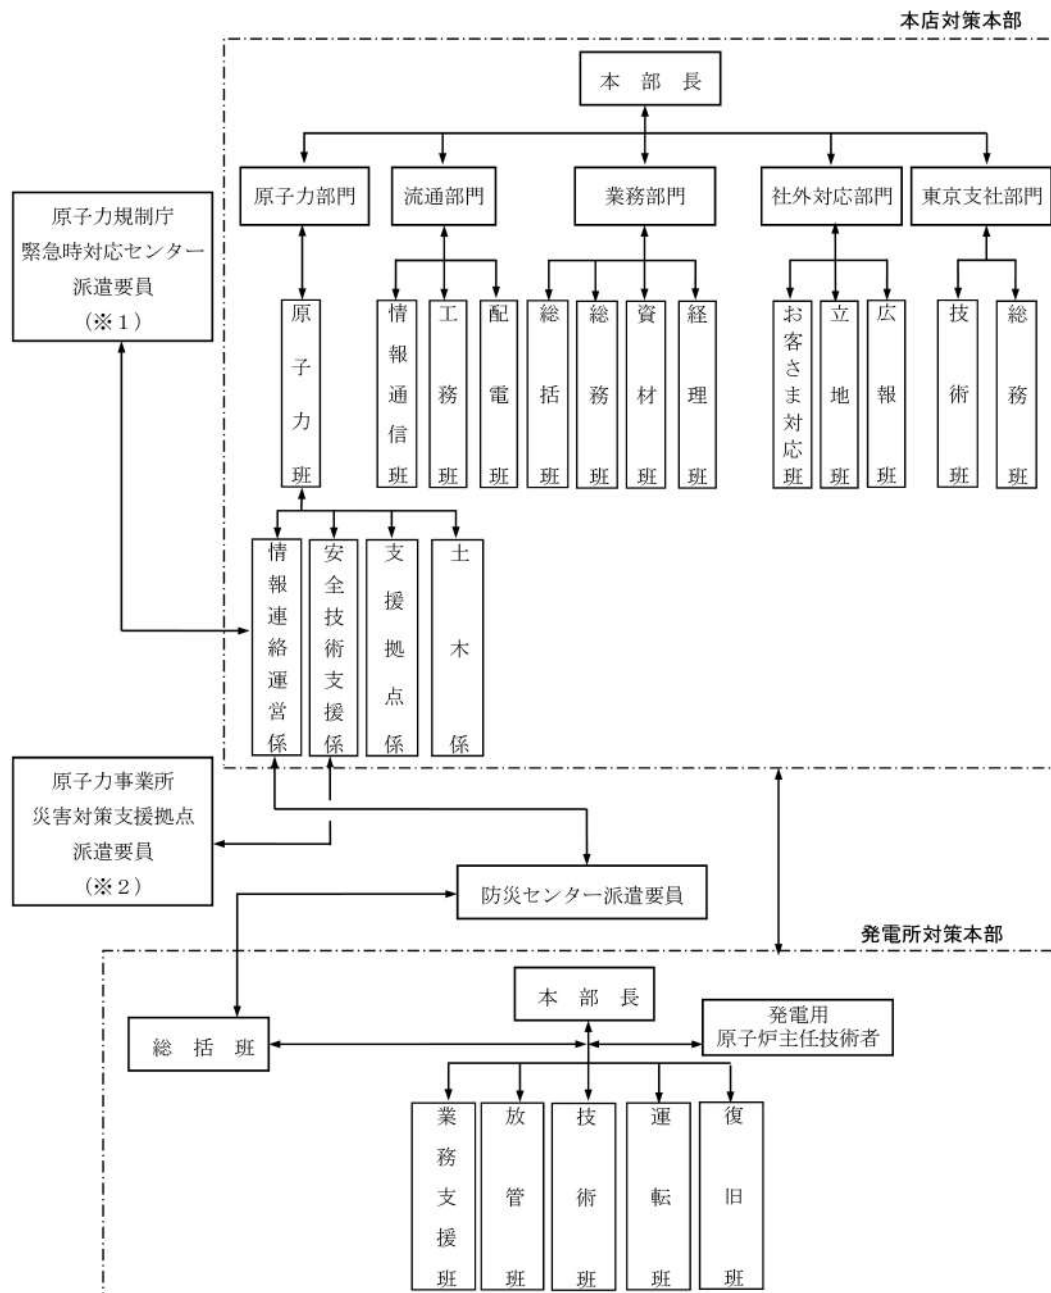 本店対策本部
本部長
原子力部門
流通部門
業務部門
社外対応部門
東京支社部門
原子力規制庁
緊急時対応センター
派遣要員
(※１)
原子力班
情報通信班
工務班
配電班
総括班
総務班
資材班
経理班
お客さま対応班
立地班
広報班
技術班
総務班
情報連絡運営係
安全技術支援係
支援拠点係
土木係
原子力事業所
災害対策支援拠点
派遣要員
(※２)
防災センター派遣要員
発電所対策本部
本部長
発電用
原子炉主任技術者
総括班
業務支援班
放管班
技術班
運転班
復旧班